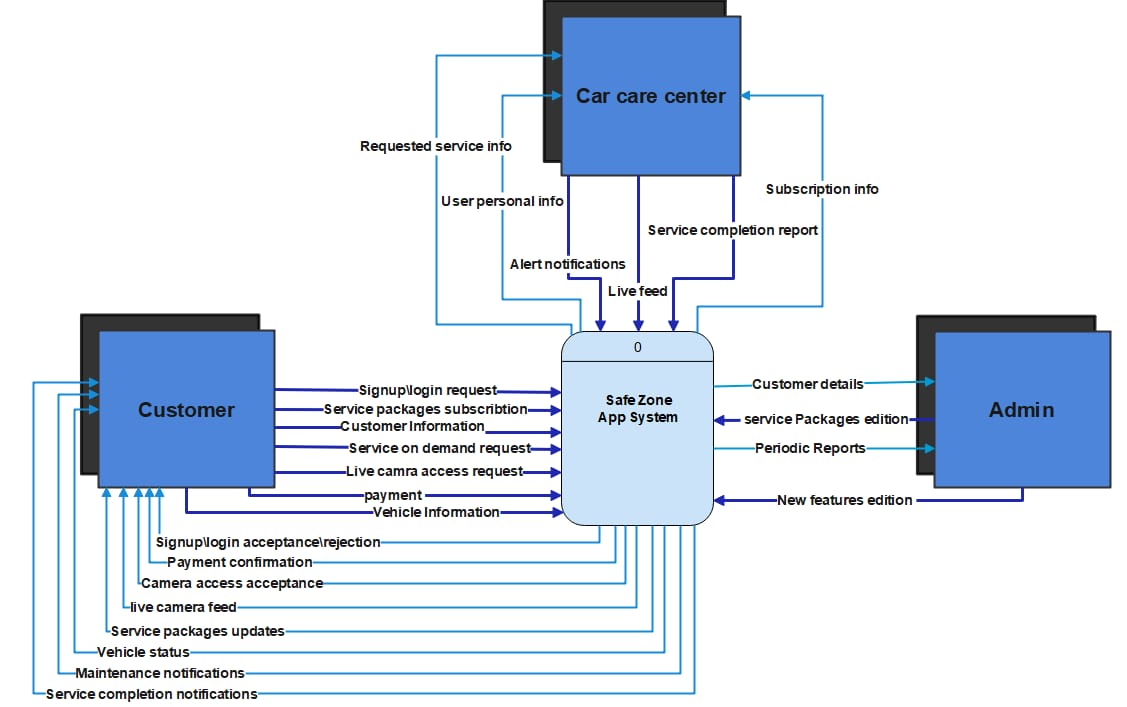 Car care center
Requested service info
Subscription info
User personal info
Service completion report
Alert notifications
Live feed
0
Safe Zone
App System
Customer
Admin
Signup\login request
Service packages subscribtion
Customer Information
Service on demand request
Live camra access request
payment
Vehicle Information
Customer details
service Packages edition
Periodic Reports
New features edition
Signup\login acceptance\rejection
Payment confirmation
Camera access acceptance
live camera feed
Service packages updates
Vehicle status
Maintenance notifications
Service completion notifications